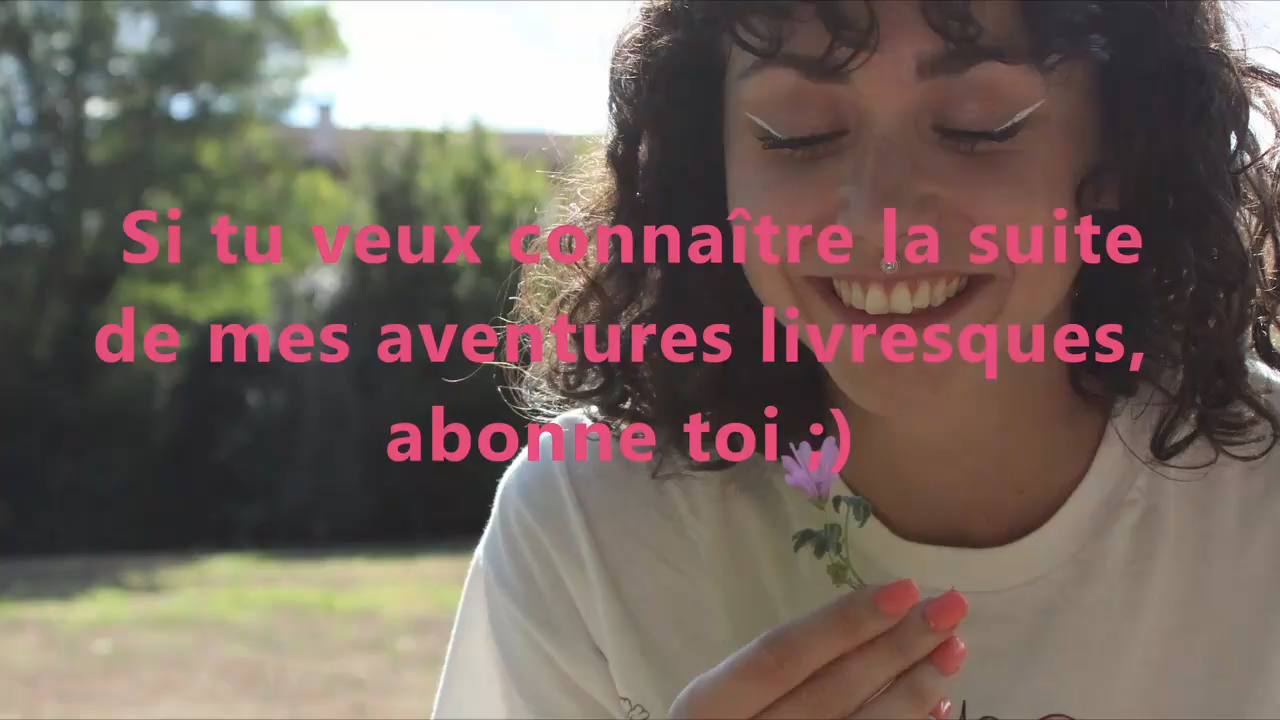 Si tu veux connaître la suite
de mes aventures livresques,
abonne toi ;)